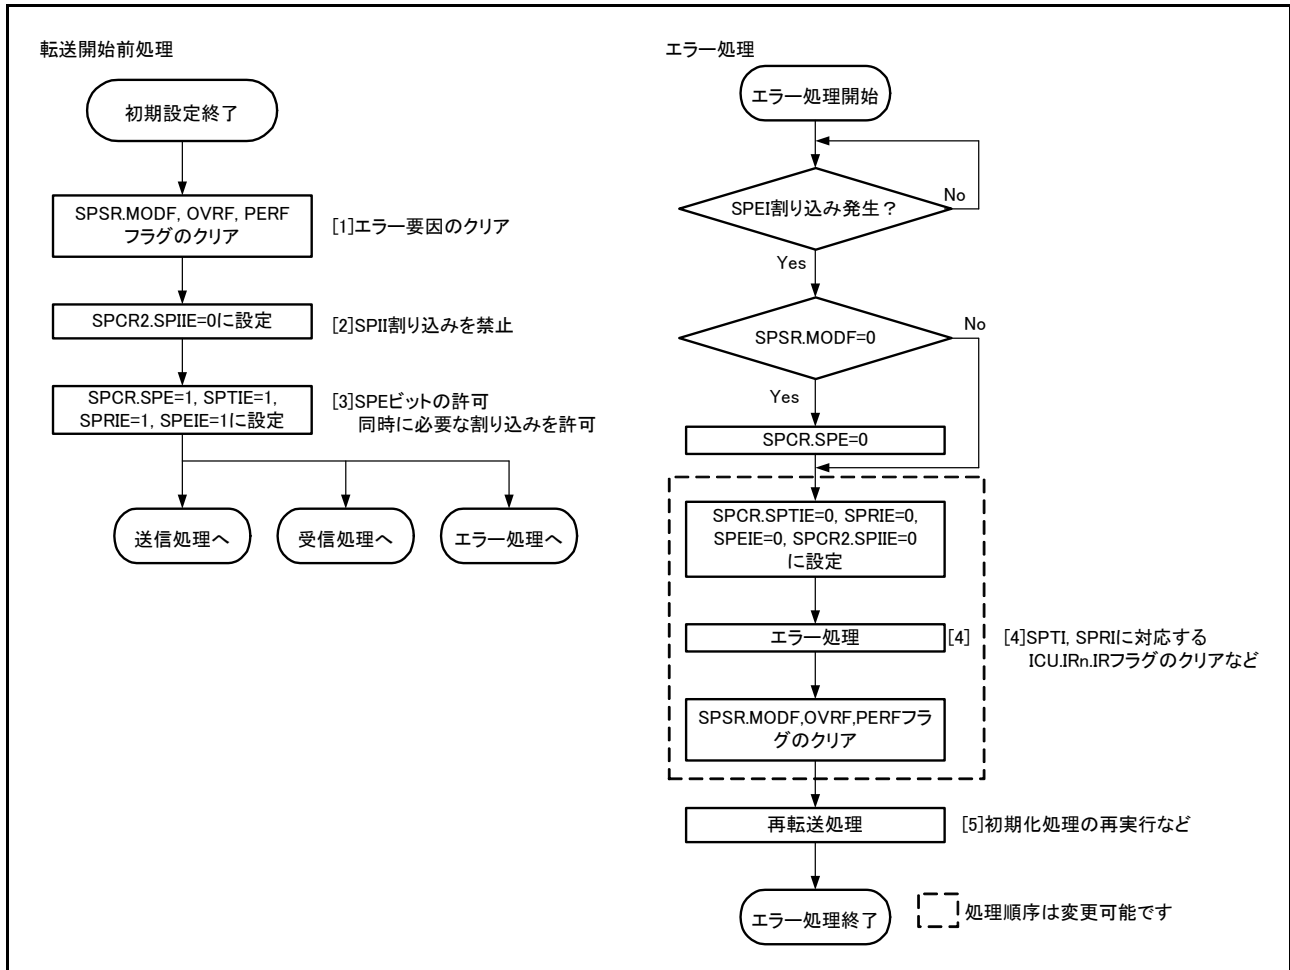 転送開始前処理
初期設定終了
SPSR.MODF, OVRF, PERF
フラグのクリア
[1]エラー要因のクリア
SPCR2.SPIIE=0に設定
[2]SPII割り込みを禁止
SPCR.SPE=1, SPTIE=1,
SPRIE=1, SPEIE=1に設定
[3]SPEビットの許可
同時に必要な割り込みを許可
送信処理へ
受信処理へ
エラー処理へ
エラー処理
エラー処理開始
SPEI割り込み発生？
No
Yes
SPSR.MODF=0
No
Yes
SPCR.SPE=0
SPCR.SPTIE=0, SPRIE=0,
SPEIE=0, SPCR2.SPIIE=0
に設定
エラー処理
[4]
[4]SPTI, SPRIに対応する
ICU.IRn.IRフラグのクリアなど
SPSR.MODF,OVRF,PERFフラ
グのクリア
再転送処理
[5]初期化処理の再実行など
エラー処理終了
処理順序は変更可能です